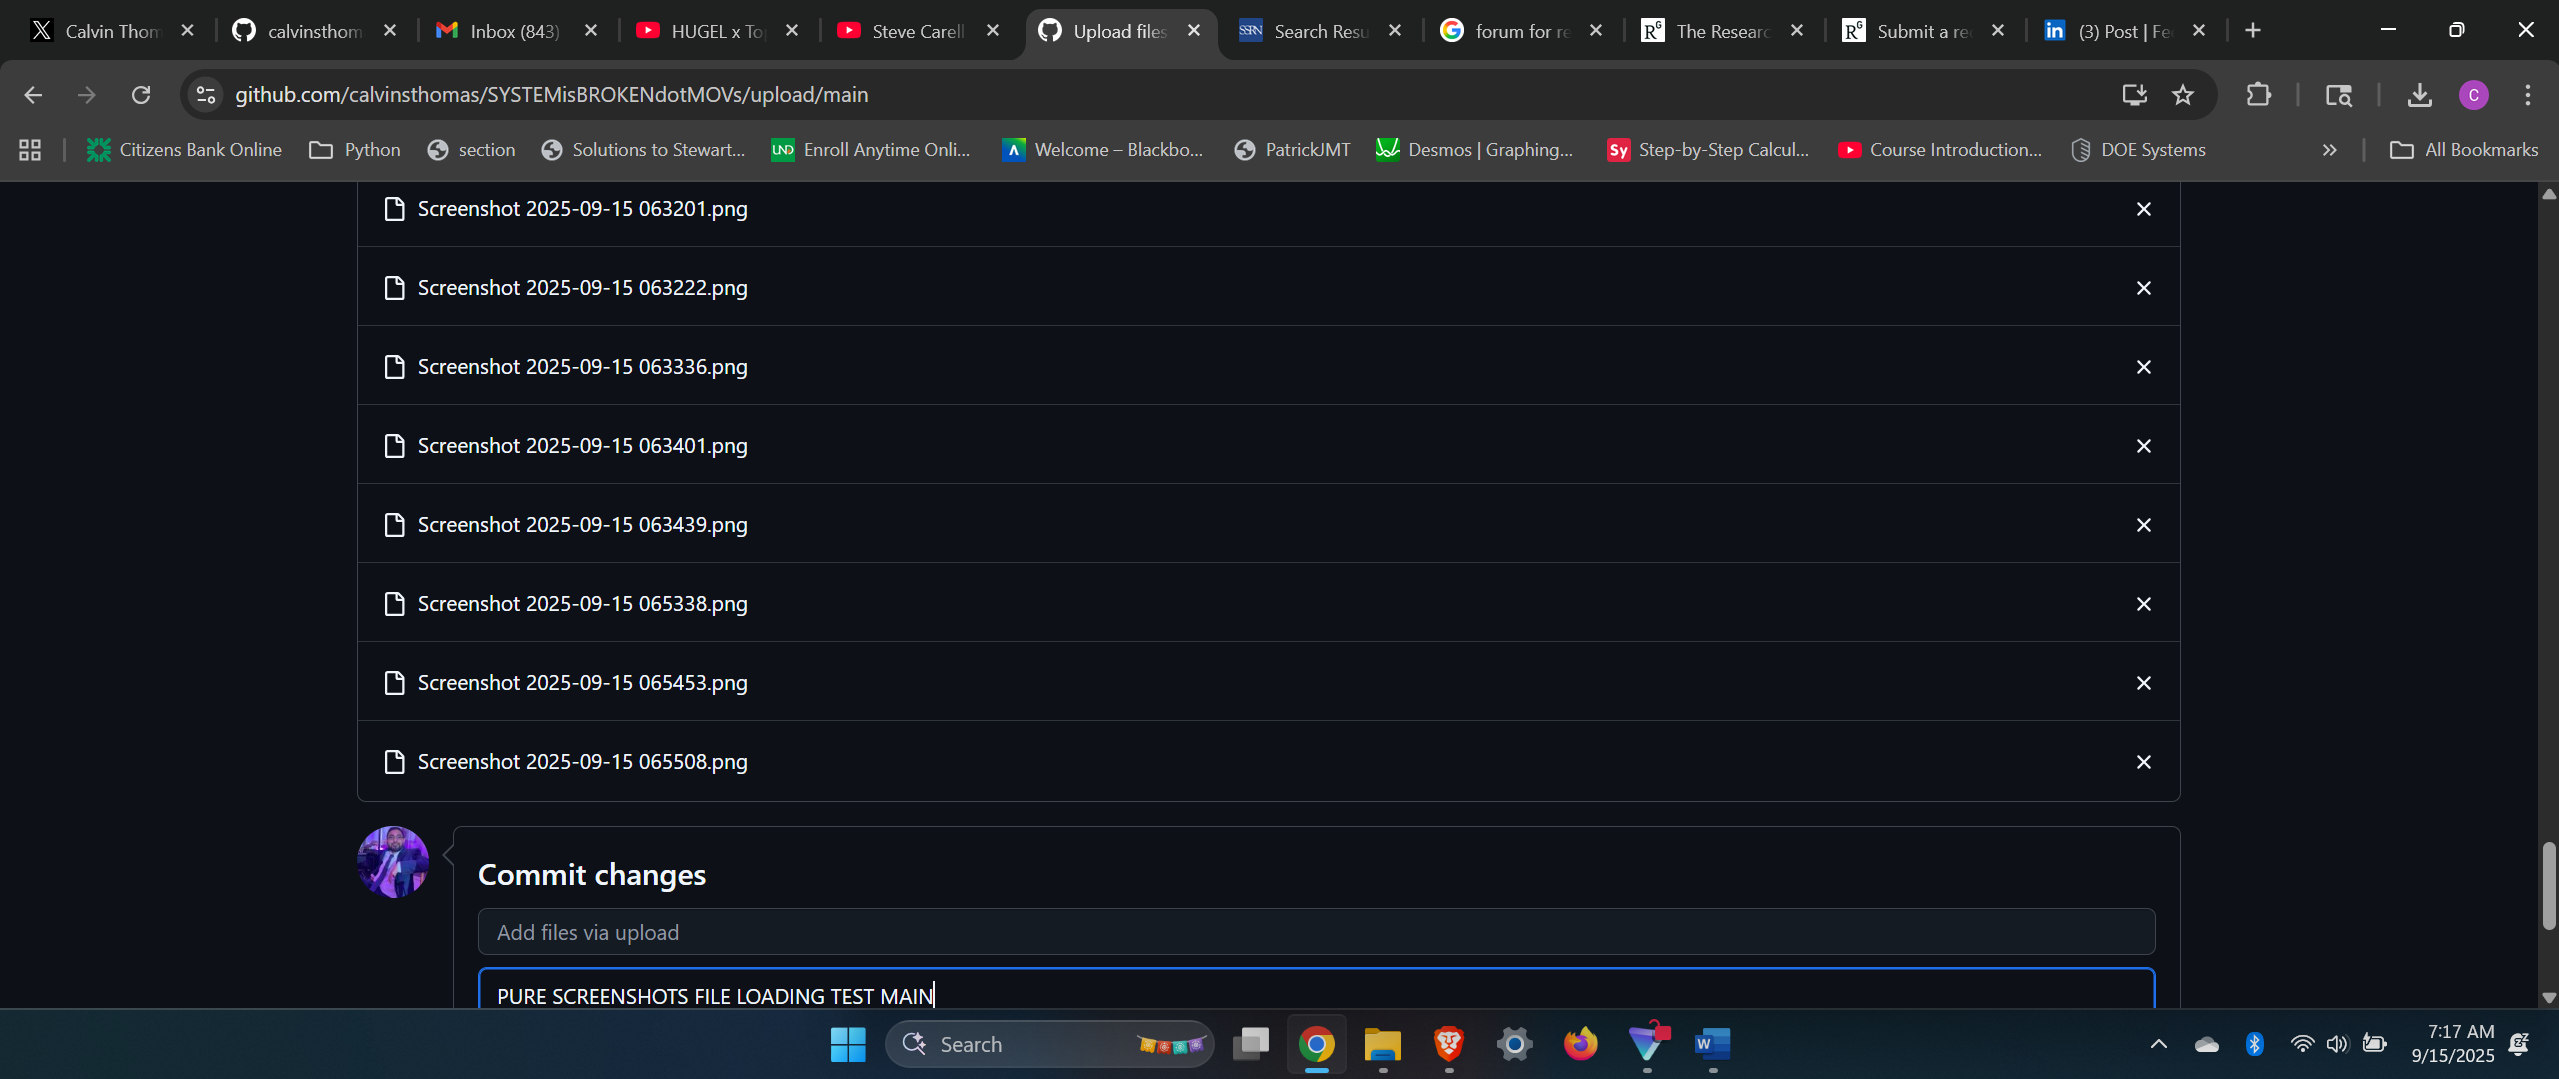 Calvin Thom
calvinsthom
Inbox (843)
HUGEL x To
Steve Carell
Upload files
SSRN
Search Resu
forum for re
The Researc
Submit a re
(3) Post | Fe
github.com/calvinsthomas/SYSTEMisBROKENdotMOVs/upload/main
C
Citizens Bank Online
Python
section
Solutions to Stewart...
UND
Enroll Anytime Onli...
Welcome – Blackbo...
PatrickJMT
Desmos | Graphing...
Sy
Step-by-Step Calcul...
Course Introduction...
DOE Systems
All Bookmarks
Screenshot 2025-09-15 063201.png
Screenshot 2025-09-15 063222.png
Screenshot 2025-09-15 063336.png
Screenshot 2025-09-15 063401.png
Screenshot 2025-09-15 063439.png
Screenshot 2025-09-15 065338.png
Screenshot 2025-09-15 065453.png
Screenshot 2025-09-15 065508.png
Commit changes
Add files via upload
PURE SCREENSHOTS FILE LOADING TEST MAIN
Search
7:17 AM
9/15/2025